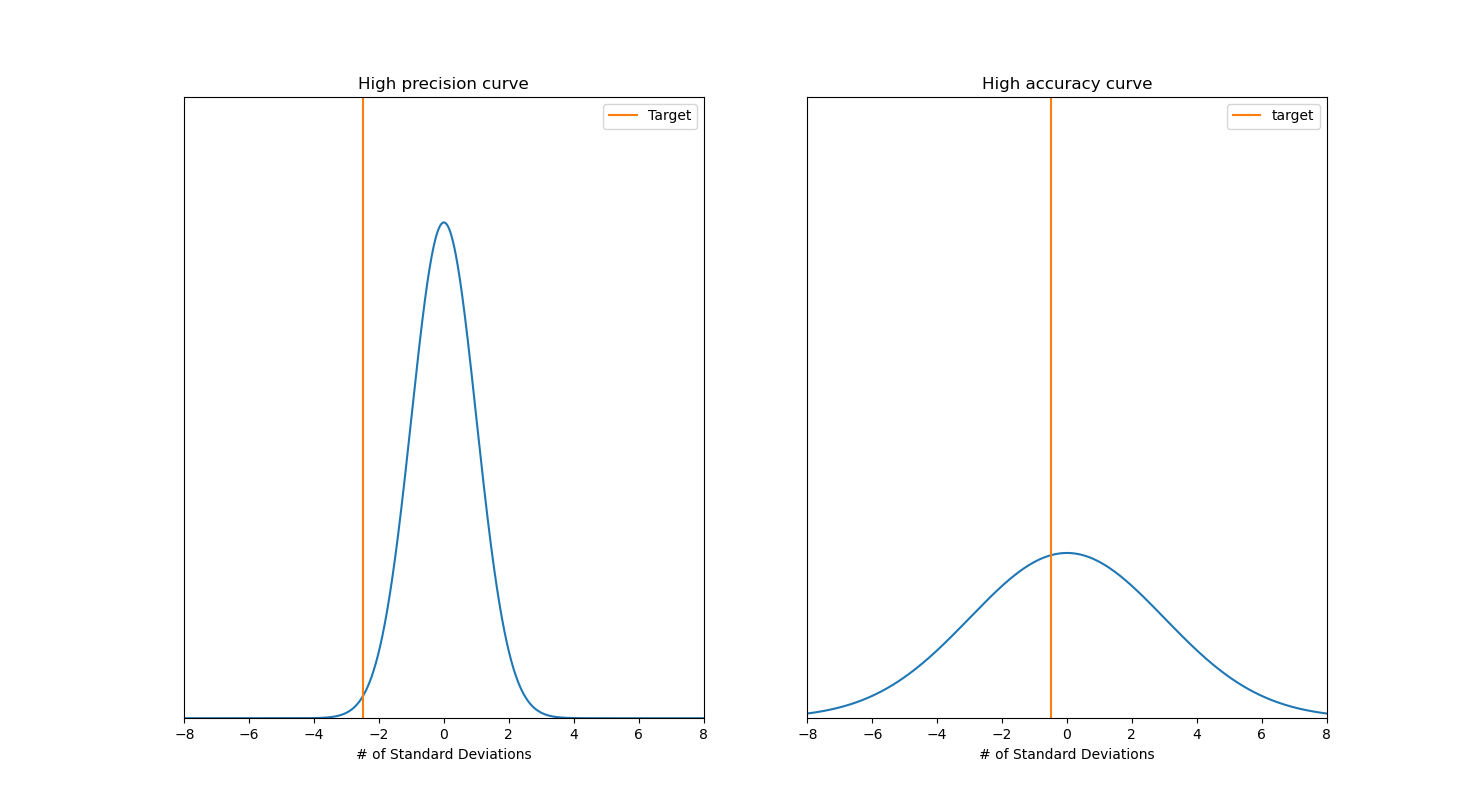 High precision curve
Target
−8 −6 −4 −2 0 2 4 6 8
# of Standard Deviations
High accuracy curve
target
−8 −6 −4 −2 0 2 4 6 8
# of Standard Deviations